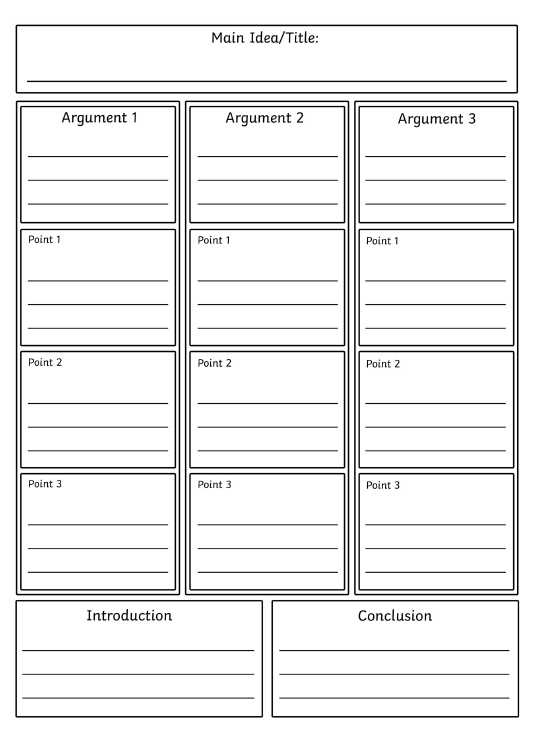 Main Idea/Title:
Argument 1
Argument 2
Argument 3
Point 1
Point 1
Point 1
Point 2
Point 2
Point 2
Point 3
Point 3
Point 3
Introduction
Conclusion